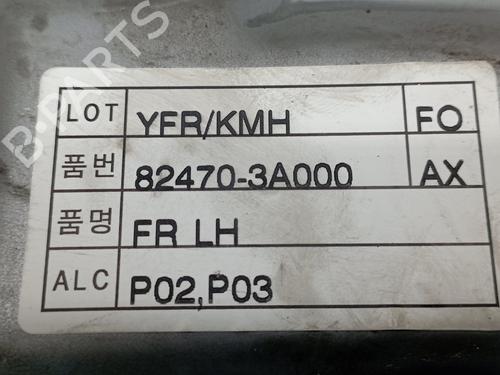 LOT YFR/KMH FO
품번 82470-3A000 AX
품명 FR LH
ALC P02,P03
B-PARTS